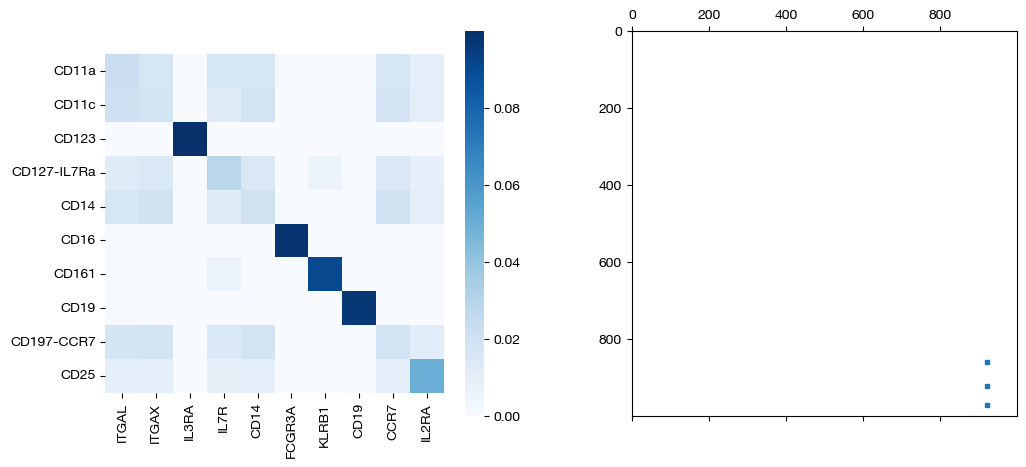 CD11a
CD11c
CD123
CD127-IL7Ra
CD14
CD16
CD161
CD19
CD197-CCR7
CD25
ITGAL
ITGAX
IL3RA
IL7R
CD14
FCGR3A
KLRB1
CD19
CCR7
IL2RA
0.08
0.06
0.04
0.02
0.00
0 200 400 600 800
0
200
400
600
800